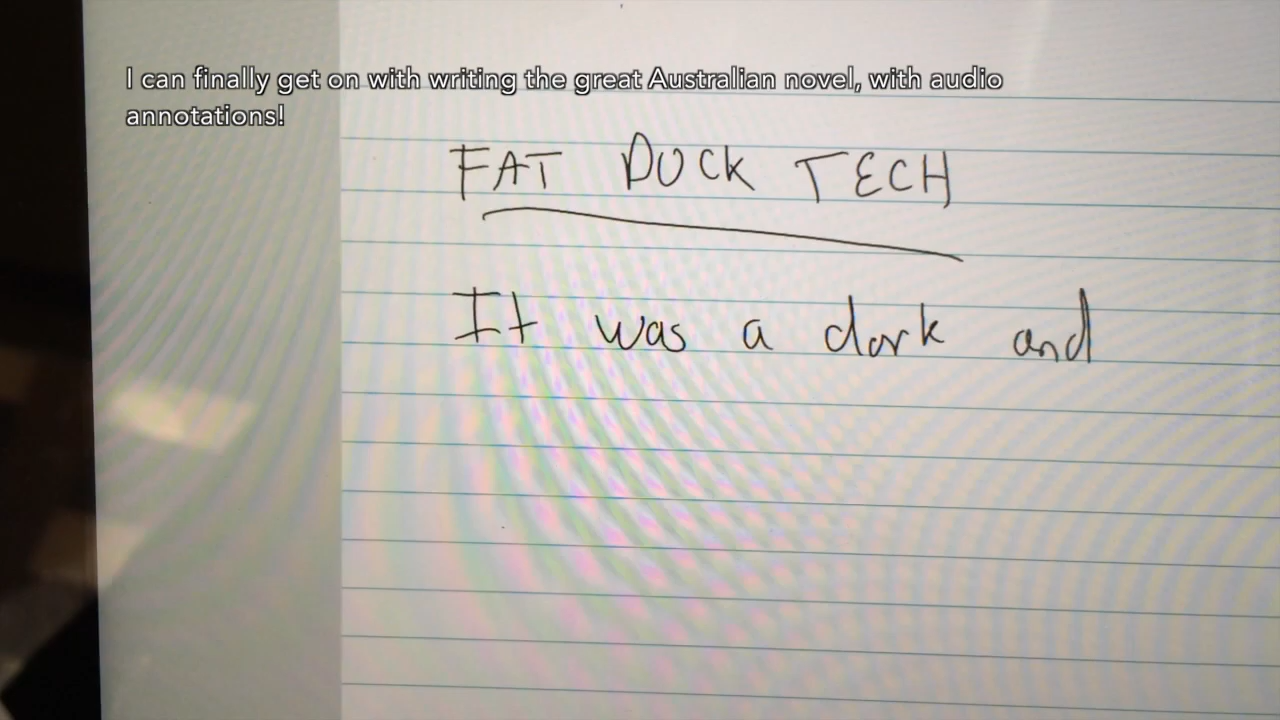 I can finally get on with writing the great Australian novel, with audio
annotations!
FAT DUCK TECH
It was a dark and